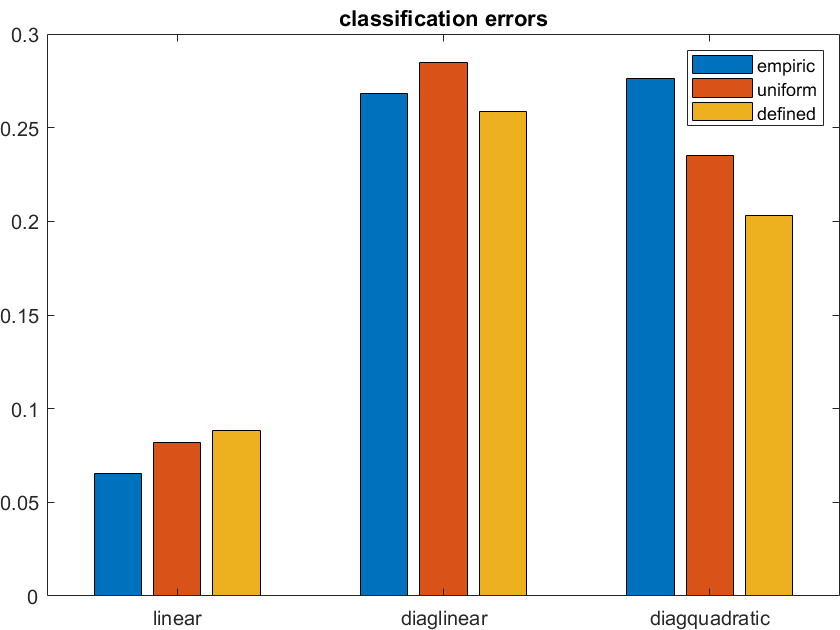 classification errors
0.3
0.25
0.2
0.15
0.1
0.05
0
empiric
uniform
defined
linear
diaglinear
diagquadratic